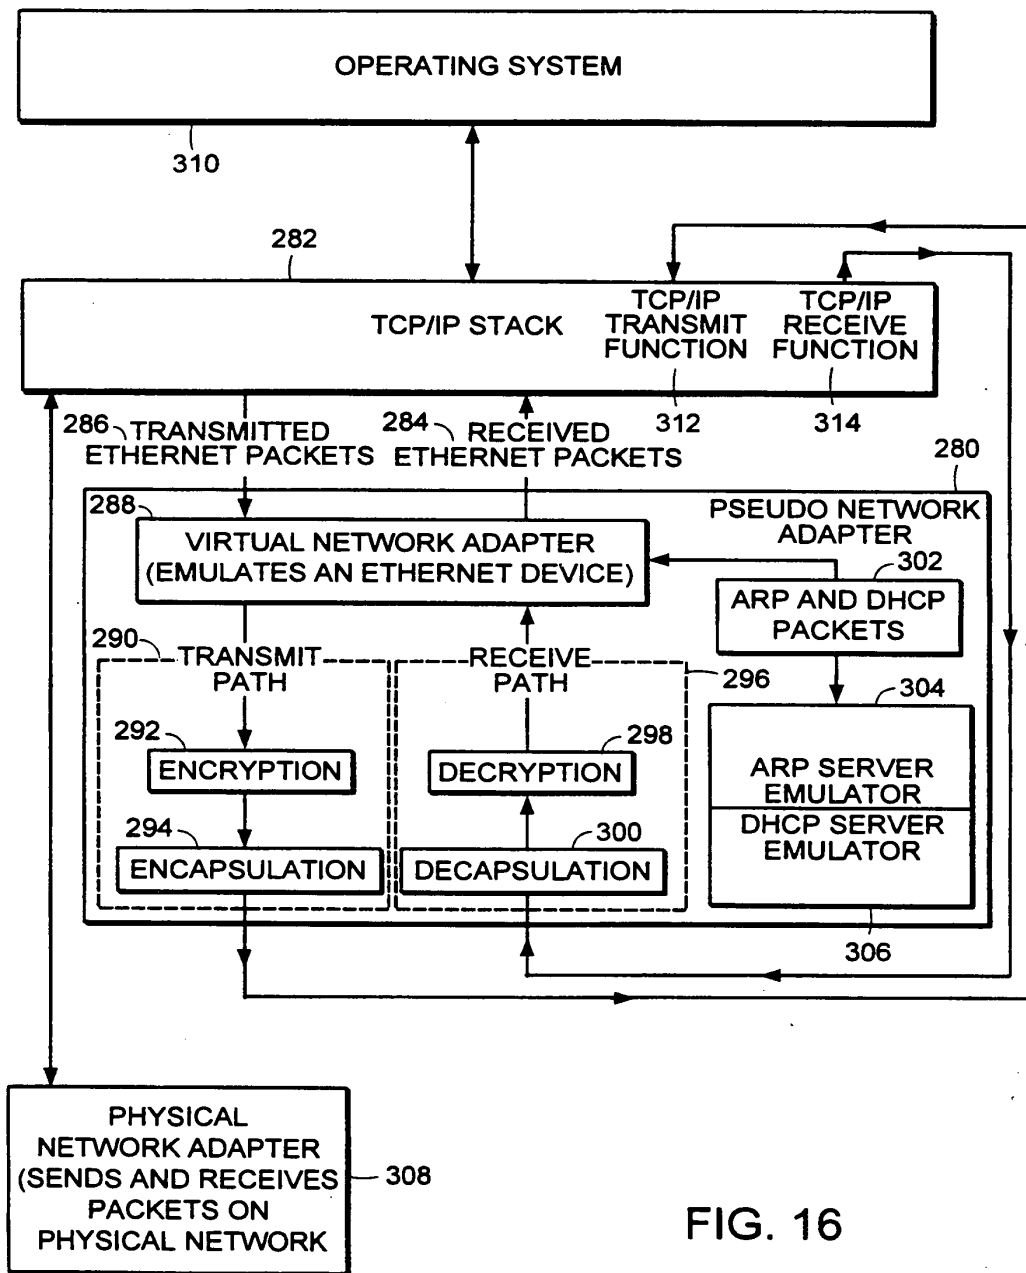 OPERATING SYSTEM
310
282
TCP/IP STACK
TCP/IP
TRANSMIT
FUNCTION
TCP/IP
RECEIVE
FUNCTION
312
314
286
TRANSMITTED
ETHERNET PACKETS
284
RECEIVED
ETHERNET PACKETS
280
288
VIRTUAL NETWORK ADAPTER
(EMULATES AN ETHERNET DEVICE)
PSEUDO NETWORK
ADAPTER
302
ARP AND DHCP
PACKETS
290
TRANSMIT
PATH
RECEIVE
PATH
296
292
ENCRYPTION
298
DECRYPTION
304
ARP SERVER
EMULATOR
DHCP SERVER
EMULATOR
294
ENCAPSULATION
300
DECAPSULATION
306
PHYSICAL
NETWORK ADAPTER
(SENDS AND RECEIVES
PACKETS ON
PHYSICAL NETWORK
308
FIG. 16